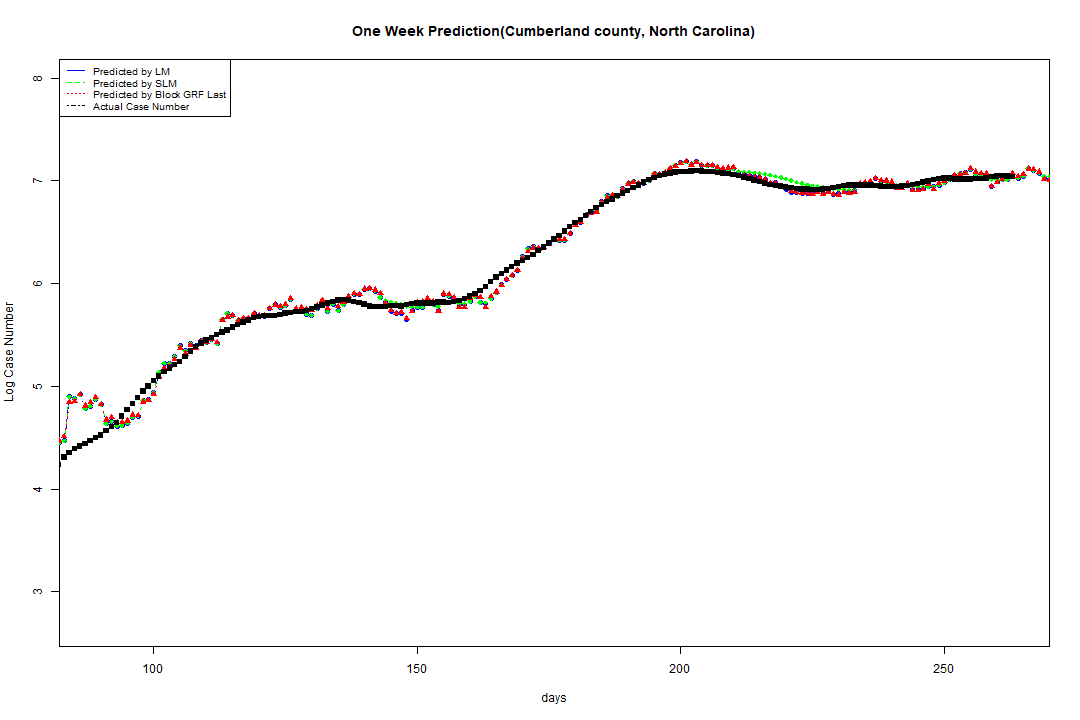 One Week Prediction(Cumberland county, North Carolina)
Predicted by LM
Predicted by SLM
Predicted by Block GRF Last
Actual Case Number
8
7
6
5
4
3
Log Case Number
100 150 200 250
days